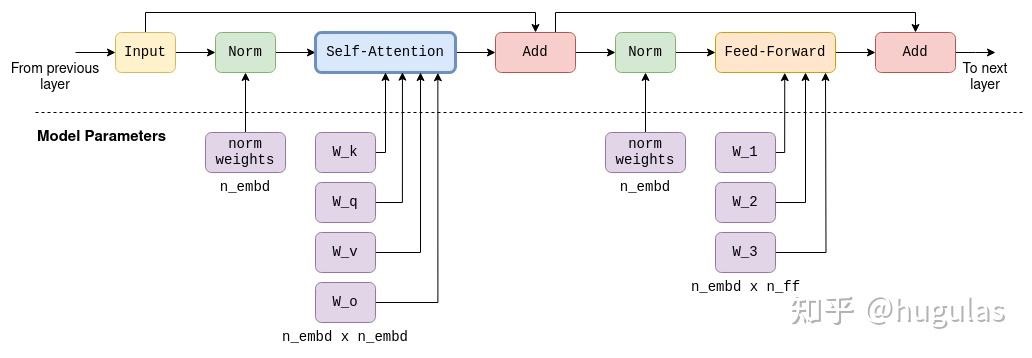 Input
Norm
Self-Attention
Add
Norm
Feed-Forward
Add
From previous
layer
To next
layer
Model Parameters
norm
weights
n_embd
W_k
W_q
W_v
W_o
n_embd x n_embd
norm
weights
n_embd
W_1
W_2
W_3
n_embd x n_ff
知乎 @hugulas